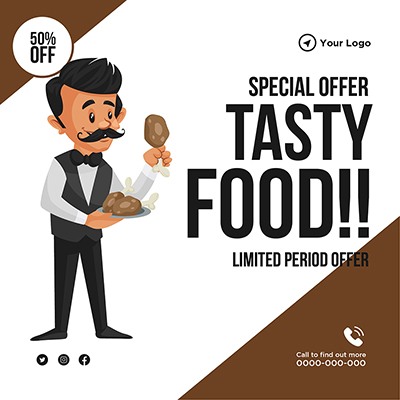 50%
OFF
Your Logo
SPECIAL OFFER
TASTY
FOOD!!
LIMITED PERIOD OFFER
Call to find out more
0000-000-000